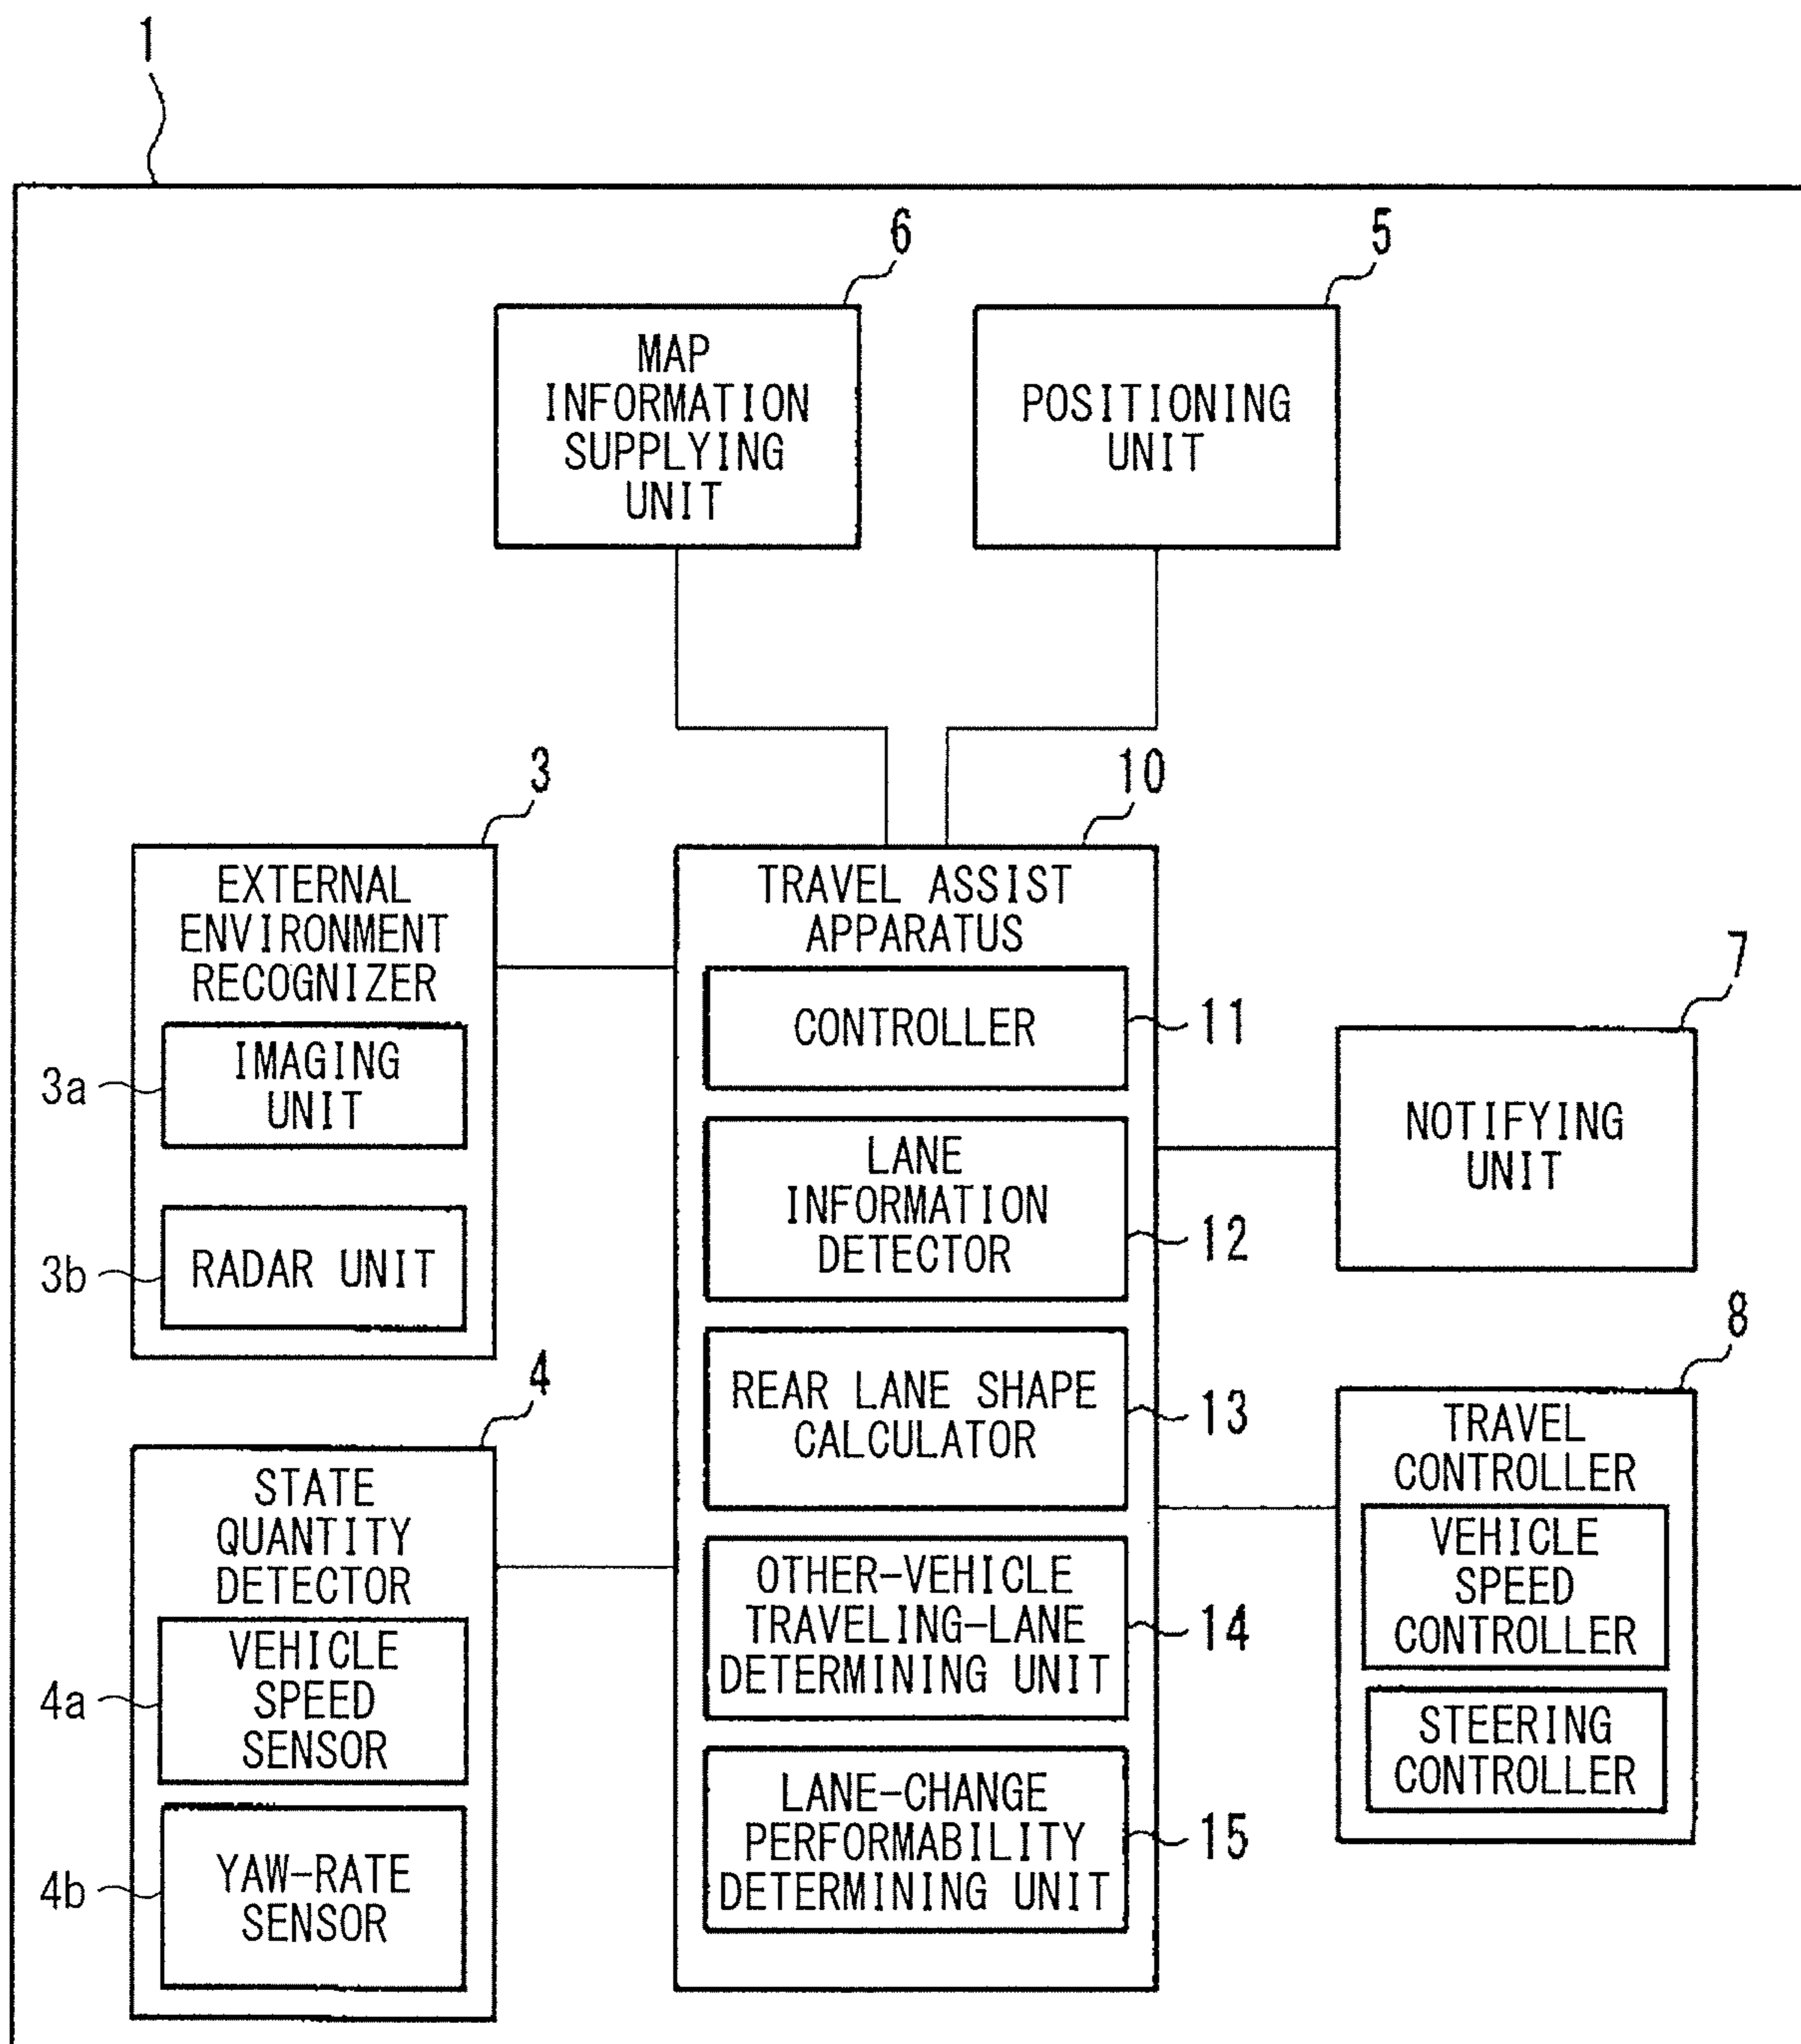 1
6
MAP
INFORMATION
SUPPLYING
UNIT
5
POSITIONING
UNIT
3
EXTERNAL
ENVIRONMENT
RECOGNIZER
3a
IMAGING
UNIT
3b
RADAR UNIT
4
STATE
QUANTITY
DETECTOR
4a
VEHICLE
SPEED
SENSOR
4b
YAW-RATE
SENSOR
10
TRAVEL ASSIST
APPARATUS
CONTROLLER
11
LANE
INFORMATION
DETECTOR
12
REAR LANE SHAPE
CALCULATOR
13
OTHER-VEHICLE
TRAVELING-LANE
DETERMINING UNIT
14
LANE-CHANGE
PERFORMABILITY
DETERMINING UNIT
15
7
NOTIFYING
UNIT
8
TRAVEL
CONTROLLER
VEHICLE
SPEED
CONTROLLER
STEERING
CONTROLLER